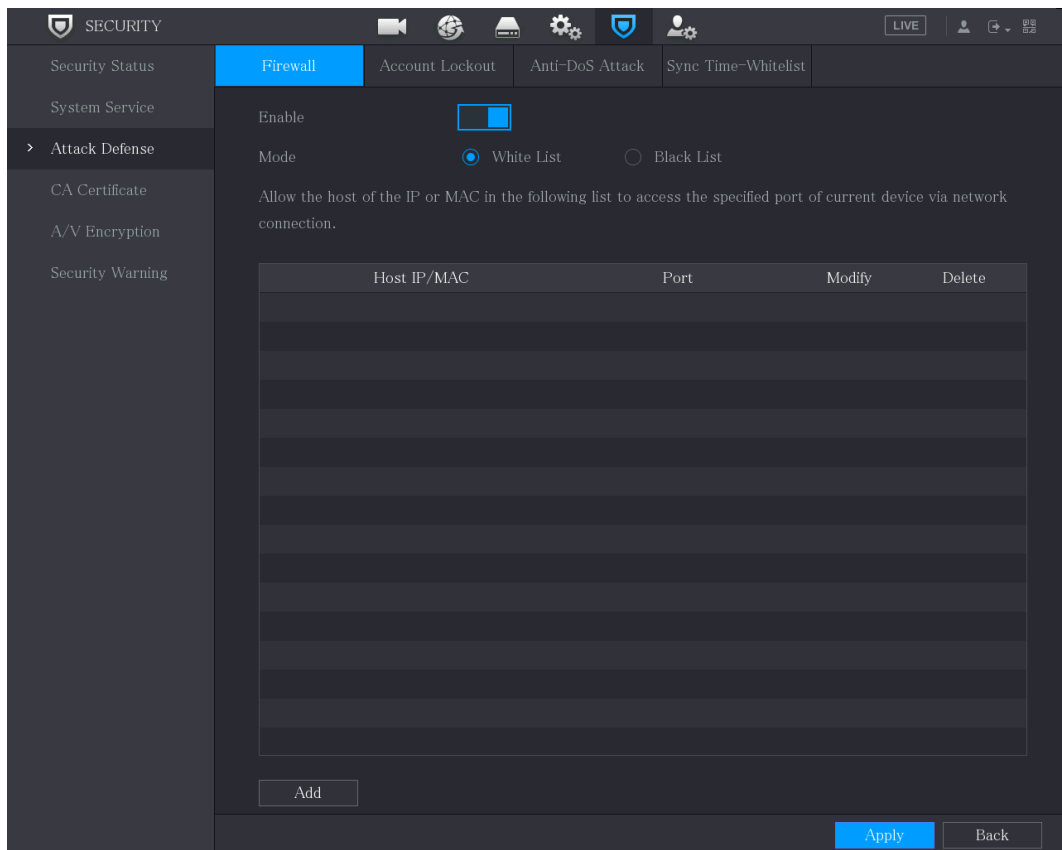 SECURITY
LIVE
Security Status
System Service
Attack Defense
CA Certificate
A/V Encryption
Security Warning
Firewall
Account Lockout
Anti-DoS Attack
Sync Time-Whitelist
Enable
Mode
White List
Black List
Allow the host of the IP or MAC in the following list to access the specified port of current device via network
connection.
Host IP/MAC
Port
Modify
Delete
Add
Apply
Back